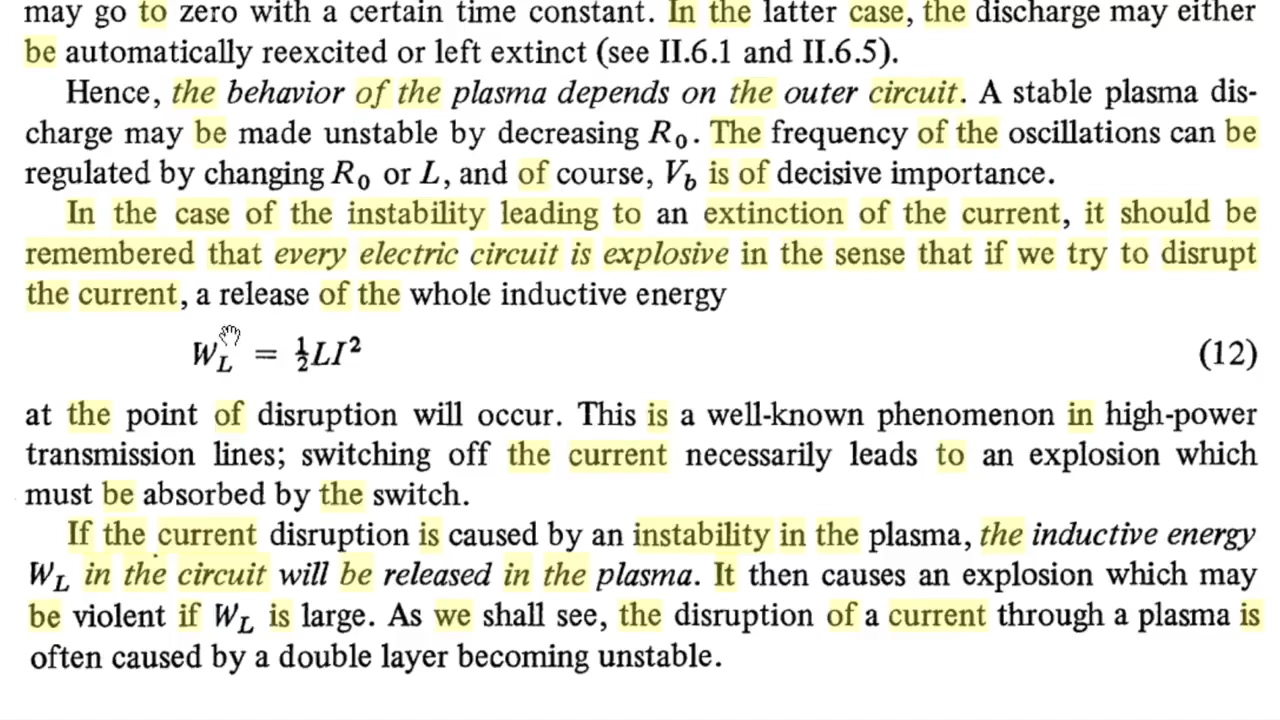 may go to zero with a certain time constant. In the latter case, the discharge may either
be automatically reexcited or left extinct (see II.6.1 and II.6.5).
Hence, the behavior of the plasma depends on the outer circuit. A stable plasma dis-
charge may be made unstable by decreasing R₀. The frequency of the oscillations can be
regulated by changing R₀ or L, and of course, V_b is of decisive importance.
In the case of the instability leading to an extinction of the current, it should be
remembered that every electric circuit is explosive in the sense that if we try to disrupt
the current, a release of the whole inductive energy
W_L = ½LI² (12)
at the point of disruption will occur. This is a well-known phenomenon in high-power
transmission lines; switching off the current necessarily leads to an explosion which
must be absorbed by the switch.
If the current disruption is caused by an instability in the plasma, the inductive energy
W_L in the circuit will be released in the plasma. It then causes an explosion which may
be violent if W_L is large. As we shall see, the disruption of a current through a plasma is
often caused by a double layer becoming unstable.